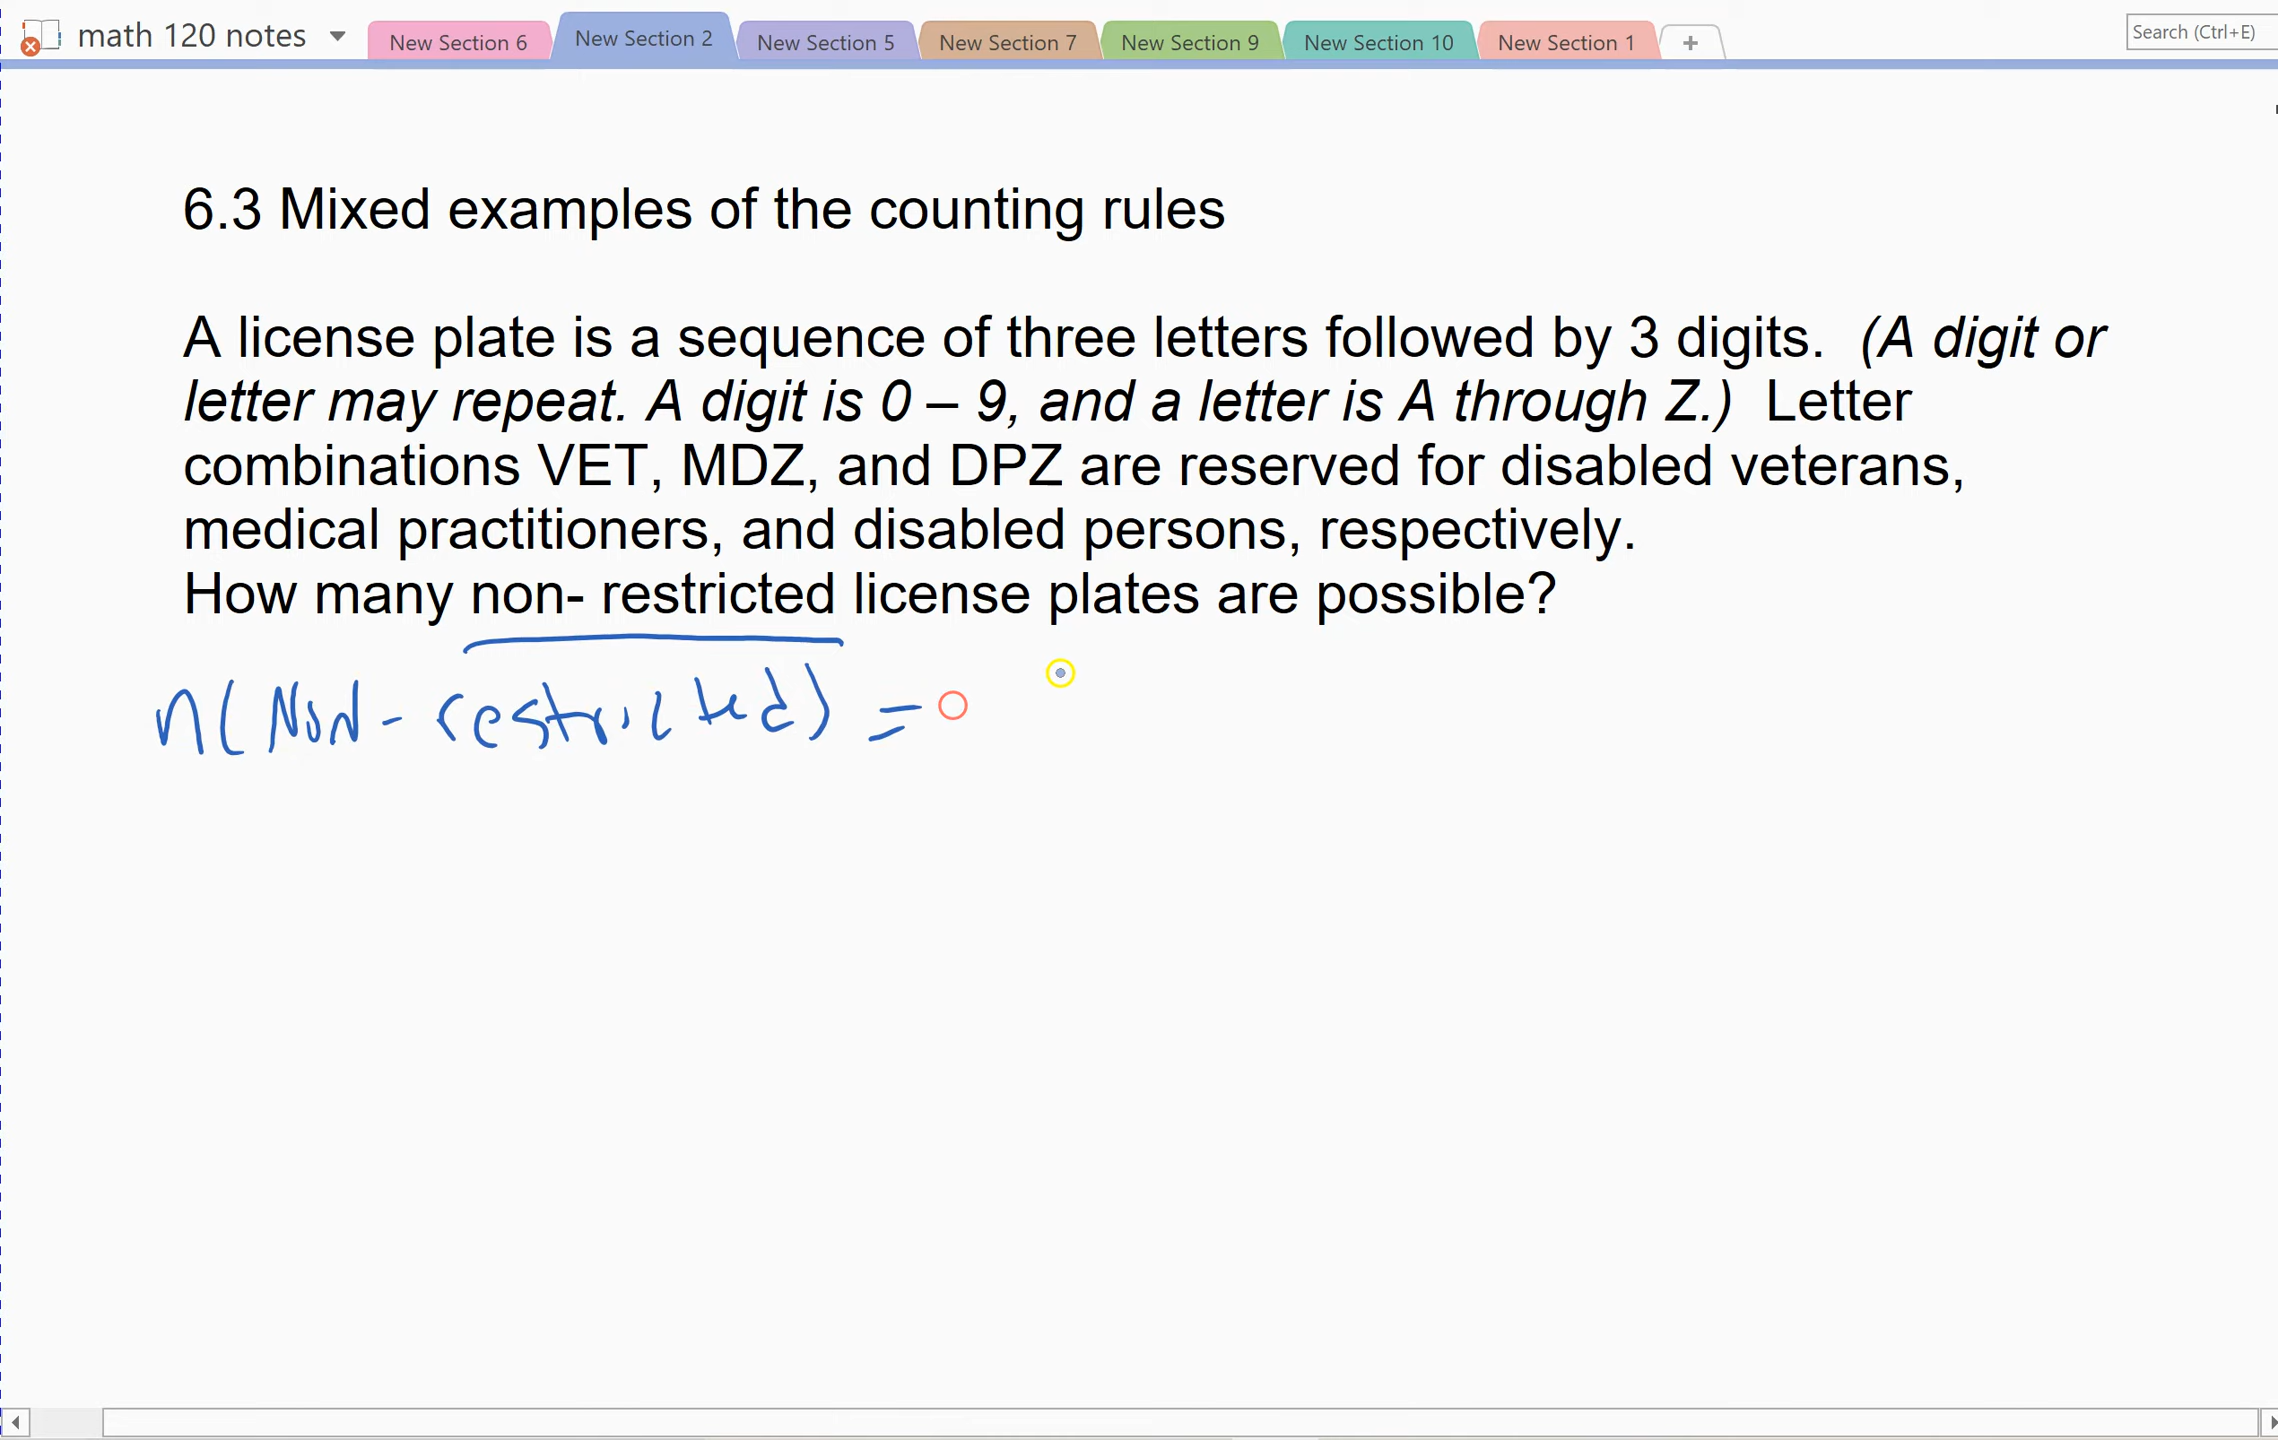 math 120 notes New Section 6 New Section 2 New Section 5 New Section 7 New Section 9 New Section 10 New Section 1 + Search (Ctrl+E)
6.3 Mixed examples of the counting rules
A license plate is a sequence of three letters followed by 3 digits. (A digit or
letter may repeat. A digit is 0 – 9, and a letter is A through Z.) Letter
combinations VET, MDZ, and DPZ are reserved for disabled veterans,
medical practitioners, and disabled persons, respectively.
How many non- restricted license plates are possible?
n(Non-restricted) =